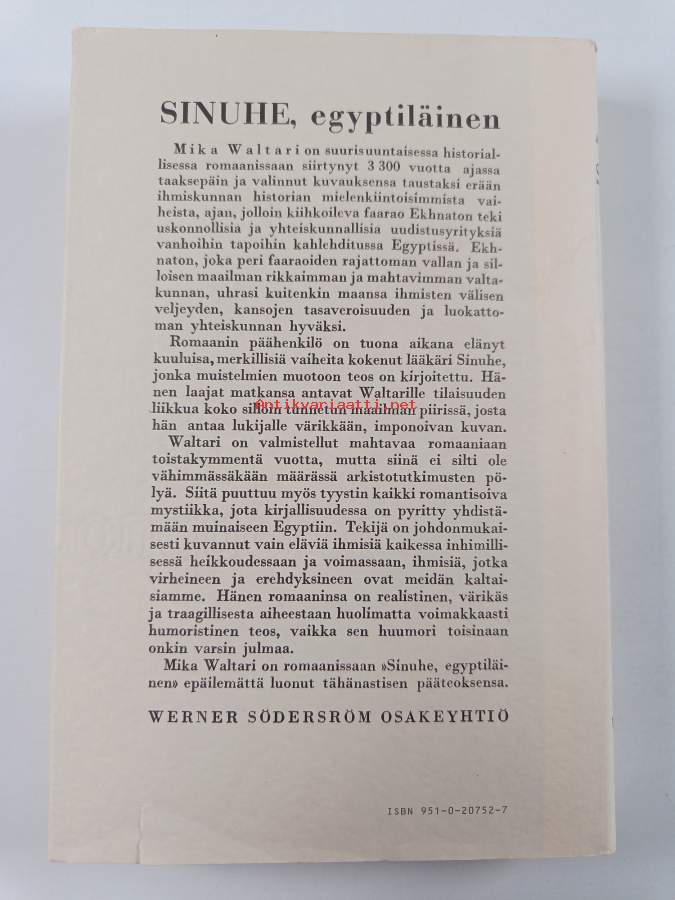 SINUHE, egyptiläinen
Mika Waltari on suurisuuntaisessa historial-
lisessa romaanissaan siirtynyt 3 300 vuotta ajassa
taaksepäin ja valinnut kuvauksensa taustaksi erään
ihmiskunnan historian mielenkiintoisimmista vai-
heista, ajan, jolloin kiihkoileva faarao Ekhnaton teki
uskonnollisia ja yhteiskunnallisia uudistusyrityksiä
vanhoihin tapoihin kahlehditussa Egyptissä. Ekh-
naton, joka peri faaraoiden rajattoman vallan ja sil-
loisen maailman rikkaimman ja mahtavimman valta-
kunnan, uhrasi kuitenkin maansa ihmisten välisen
veljeyden, kansojen tasaveroisuuden ja luokatto-
man yhteiskunnan hyväksi.
Romaanin päähenkilö on tuona aikana elänyt
kuuluisa, merkillisiä vaiheita kokenut lääkäri Sinuhe,
jonka muistelmien muotoon teos on kirjoitettu. Hä-
nen laajat matkansa antavat Waltarille tilaisuuden
liikkua koko silloin tunnetun maailman piirissä, josta
Antikvariaatti.net
hän antaa lukijalle värikkään, imponoivan kuvan.
Waltari on valmistellut mahtavaa romaaniaan
toistakymmentä vuotta, mutta siinä ei silti ole
vähimmässäkään määrässä arkistotutkimusten pö-
lyä. Siitä puuttuu myös tyystin kaikki romantisoiva
mystiikka, jota kirjallisuudessa on pyritty yhdistä-
mään muinaiseen Egyptiin. Tekijä on johdonmukai-
sesti kuvannut vain eläviä ihmisiä kaikessa inhimilli-
sessä heikkoudessaan ja voimassaan, ihmisiä, jotka
virheineen ja erehdyksineen ovat meidän kaltai-
siamme. Hänen romaaninsa on realistinen, värikäs
ja traagillisesta aiheestaan huolimatta voimakkaasti
humoristinen teos, vaikka sen huumori toisinaan
onkin varsin julmaa.
Mika Waltari on romaanissaan »Sinuhe, egyptiläi-
nen» epäilemättä luonut tähänastisen pääteoksensa.
WERNER SÖDERSRÖM OSAKEYHTIÖ
ISBN 951-0-20752-7